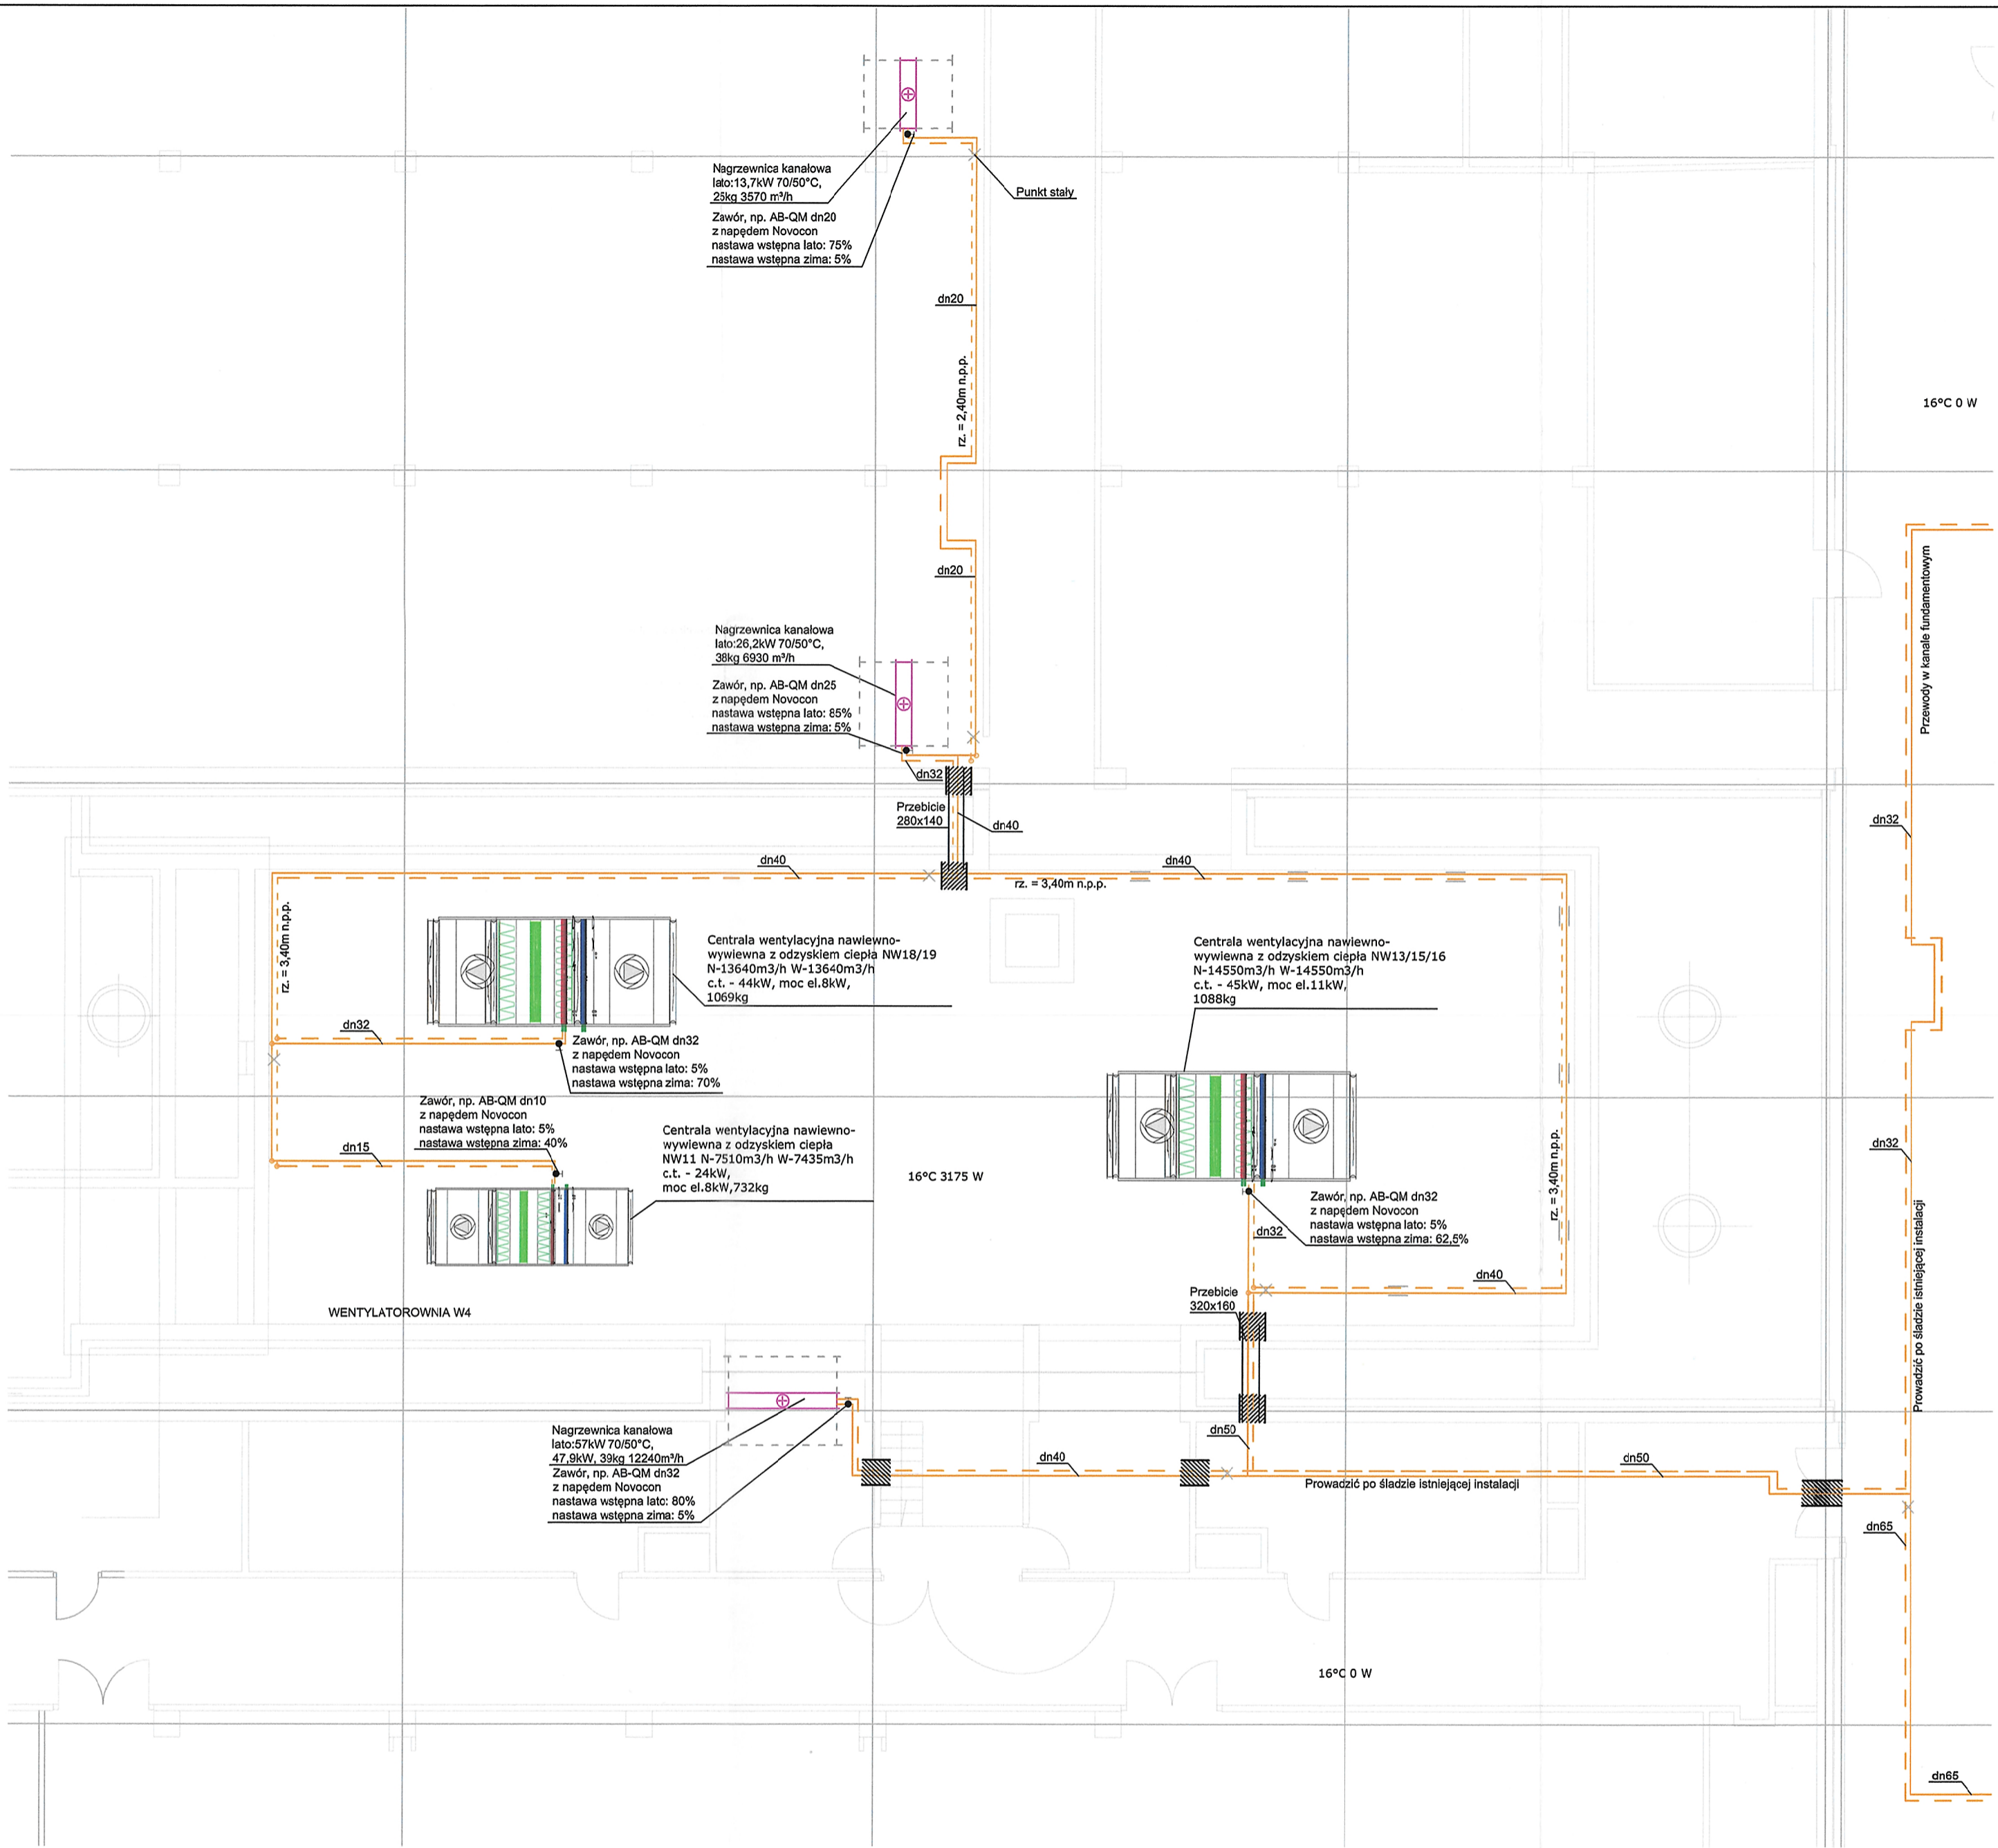 Nagrzewnica kanałowa
lato:13,7kW 70/50°C,
25kg 3570 m³/h
Zawór, np. AB-QM dn20
z napędem Novocon
nastawa wstępna lato: 75%
nastawa wstępna zima: 5%
Punkt stały
dn20
rz. = 2,40m n.p.p.
16°C 0 W
dn20
Przewody w kanale fundamentowym
Nagrzewnica kanałowa
lato:26,2kW 70/50°C,
38kg 6930 m³/h
Zawór, np. AB-QM dn25
z napędem Novocon
nastawa wstępna lato: 85%
nastawa wstępna zima: 5%
dn32
Przebicie
280x140
dn40
dn32
dn40
dn40
rz. = 3,40m n.p.p.
rz. = 3,40m n.p.p.
Centrala wentylacyjna nawiewno-
wywiewna z odzyskiem ciepła NW18/19
N-13640m3/h W-13640m3/h
c.t. - 44kW, moc el.8kW,
1069kg
Centrala wentylacyjna nawiewno-
wywiewna z odzyskiem ciepła NW13/15/16
N-14550m3/h W-14550m3/h
c.t. - 45kW, moc el.11kW,
1088kg
dn32
Zawór, np. AB-QM dn32
z napędem Novocon
nastawa wstępna lato: 5%
nastawa wstępna zima: 70%
Zawór, np. AB-QM dn10
z napędem Novocon
nastawa wstępna lato: 5%
nastawa wstępna zima: 40%
dn15
Centrala wentylacyjna nawiewno-
wywiewna z odzyskiem ciepła
NW11 N-7510m3/h W-7435m3/h
c.t. - 24kW,
moc el.8kW,732kg
16°C 3175 W
dn32
rz. = 3,40m n.p.p.
Zawór, np. AB-QM dn32
z napędem Novocon
nastawa wstępna lato: 5%
nastawa wstępna zima: 62,5%
dn32
Prowadzić po śladzie istniejącej instalacji
dn40
Przebicie
320x160
WENTYLATOROWNIA W4
Nagrzewnica kanałowa
lato:57kW 70/50°C,
47,9kW, 39kg 12240m³/h
Zawór, np. AB-QM dn32
z napędem Novocon
nastawa wstępna lato: 80%
nastawa wstępna zima: 5%
dn50
dn40
dn50
Prowadzić po śladzie istniejącej instalacji
dn65
16°C 0 W
dn65